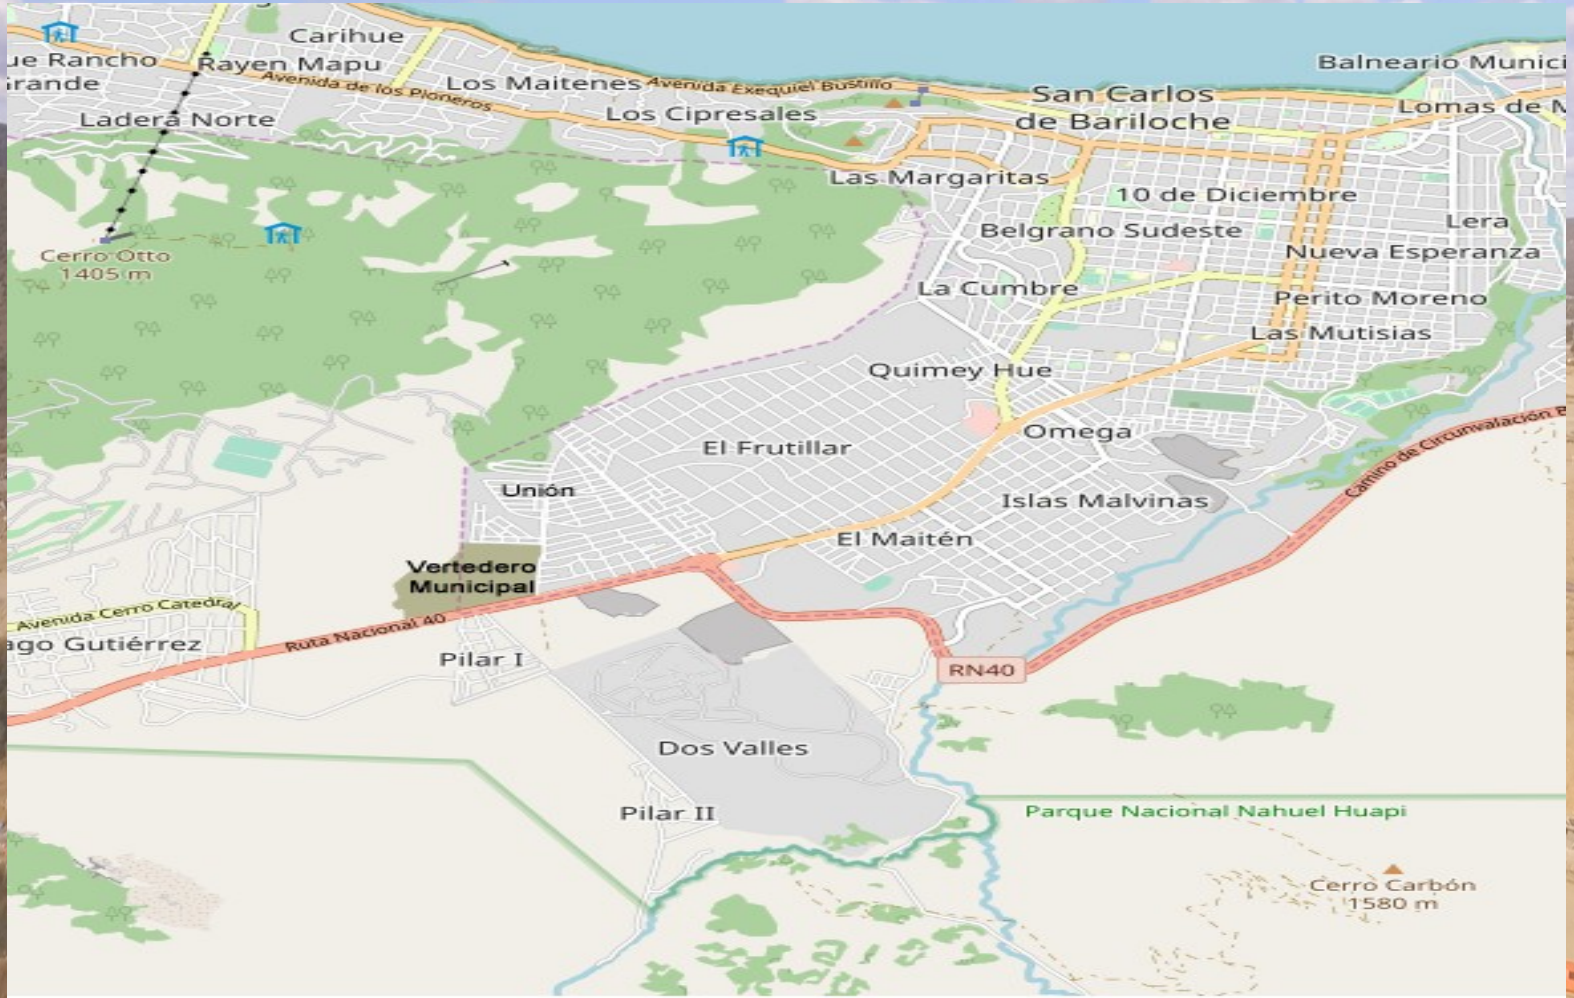 Carihue
Balneario Munici
ue Rancho
Grande
Rayen Mapu
Avenida de los Pioneros
Los Maitenes
Avenida Exequiel Bustillo
San Carlos
de Bariloche
Lomas de M
Ladera Norte
Los Cipresales
Las Margaritas
10 de Diciembre
Lera
Belgrano Sudeste
Nueva Esperanza
Cerro Otto
1405 m
La Cumbre
Perito Moreno
Las Mutisias
Quimey Hue
Omega
Camino de Circunvalación
El Frutillar
Unión
Islas Malvinas
El Maitén
Vertedero
Municipal
Avenida Cerro Catedral
Ruta Nacional 40
ago Gutiérrez
Pilar I
RN40
Dos Valles
Pilar II
Parque Nacional Nahuel Huapi
Cerro Carbón
1580 m